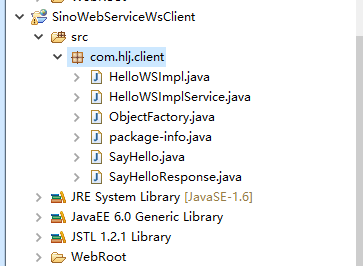 SinoWebServiceWsClient
src
com.hlj.client
HelloWSImpl.java
HelloWSImplService.java
ObjectFactory.java
package-info.java
SayHello.java
SayHelloResponse.java
JRE System Library [JavaSE-1.6]
JavaEE 6.0 Generic Library
JSTL 1.2.1 Library
WebRoot